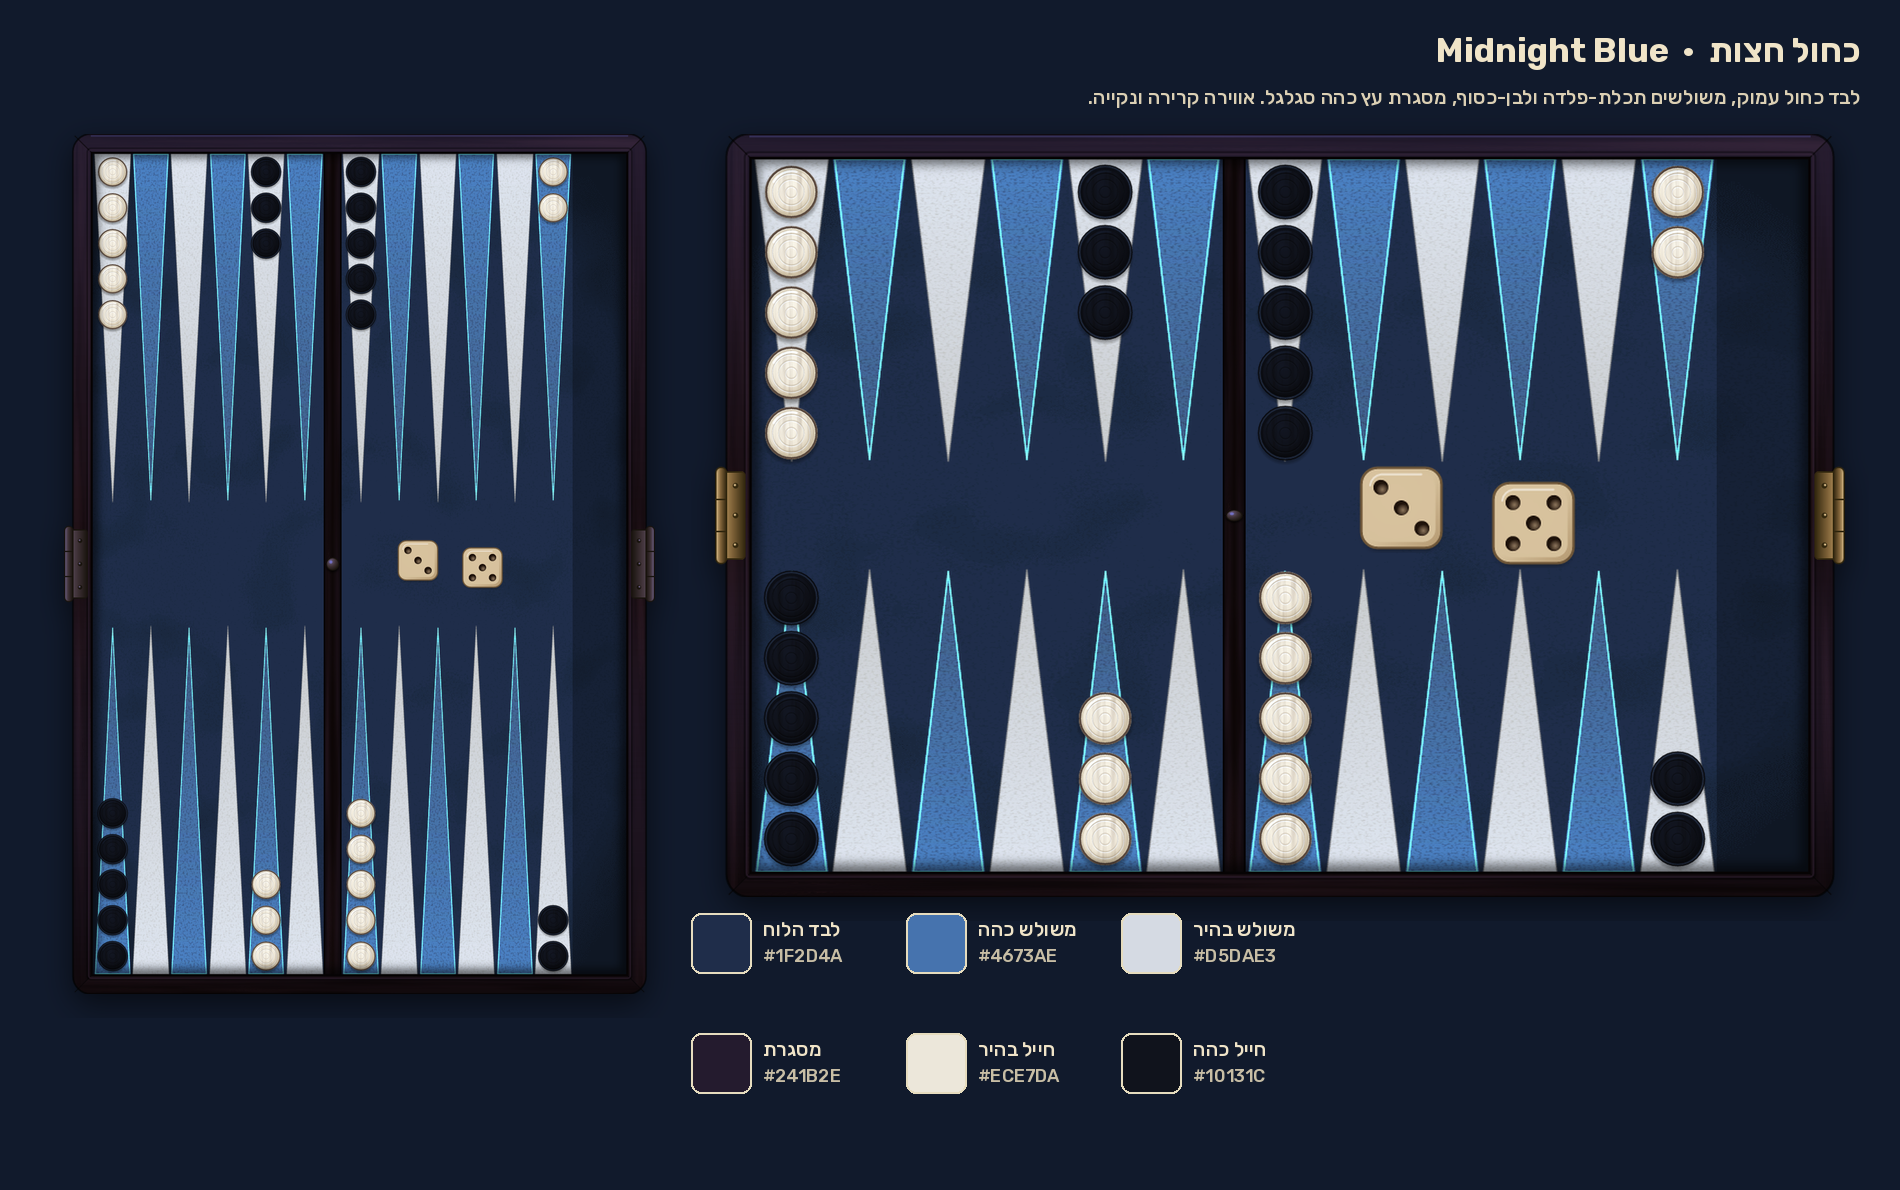 כחול חצות • Midnight Blue
לבד כחול עמוק, משולשים תכלת-פלדה ולבן-כסוף, מסגרת עץ כהה סגלגל. אווירה קרירה ונקייה.
לבד הלוח
#1F2D4A
משולש כהה
#4673AE
משולש בהיר
#D5DAE3
מסגרת
#241B2E
חייל בהיר
#ECE7DA
חייל כהה
#10131C